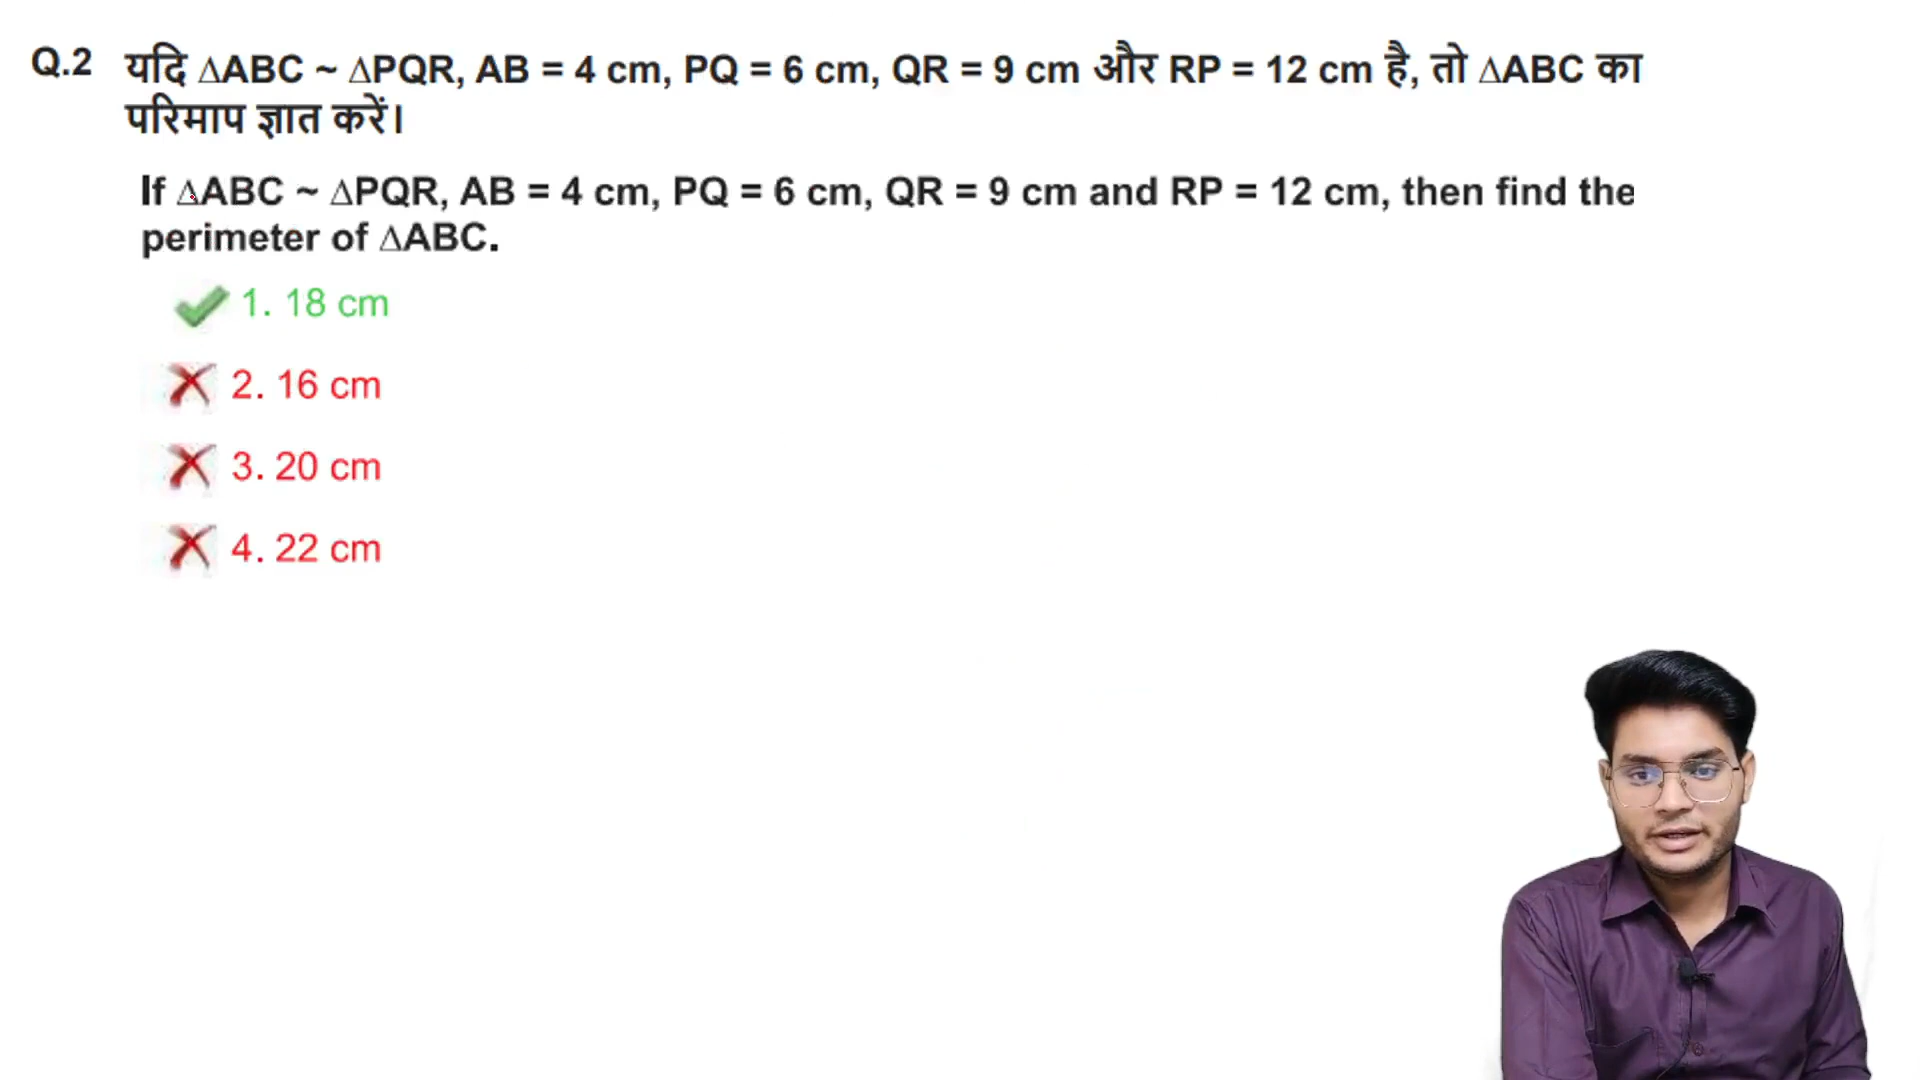 Q.2 यदि ΔABC ~ ΔPQR, AB = 4 cm, PQ = 6 cm, QR = 9 cm और RP = 12 cm है, तो ΔABC का
परिमाप ज्ञात करें।
If ΔABC ~ ΔPQR, AB = 4 cm, PQ = 6 cm, QR = 9 cm and RP = 12 cm, then find the
perimeter of ΔABC.
1. 18 cm
2. 16 cm
3. 20 cm
4. 22 cm